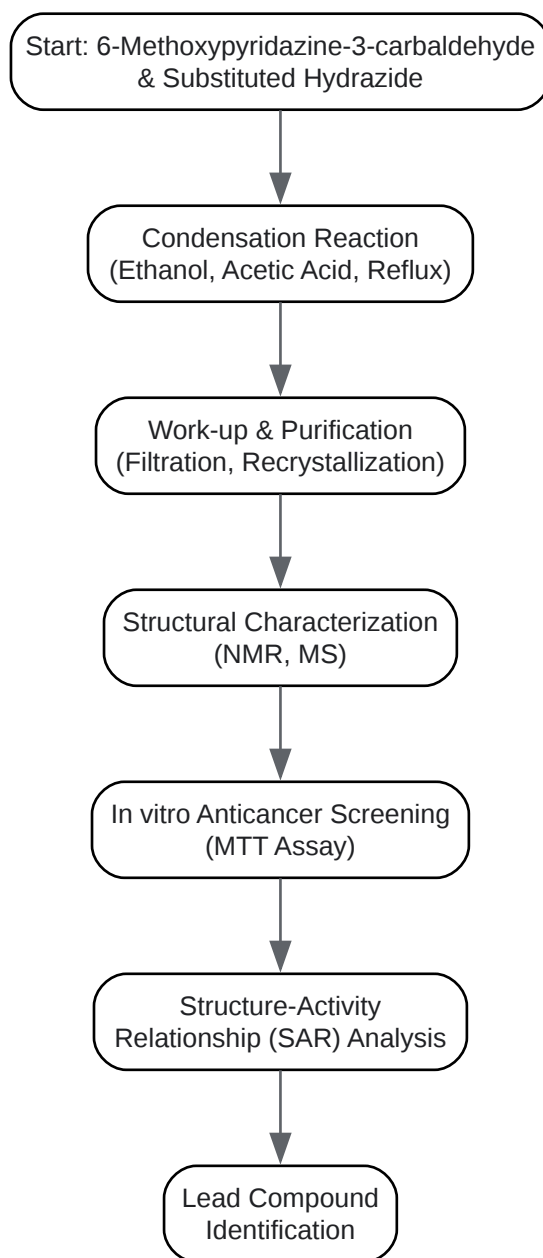 Start: 6-Methoxypyridazine-3-carbaldehyde
& Substituted Hydrazide
Condensation Reaction
(Ethanol, Acetic Acid, Reflux)
Work-up & Purification
(Filtration, Recrystallization)
Structural Characterization
(NMR, MS)
In vitro Anticancer Screening
(MTT Assay)
Structure-Activity
Relationship (SAR) Analysis
Lead Compound
Identification